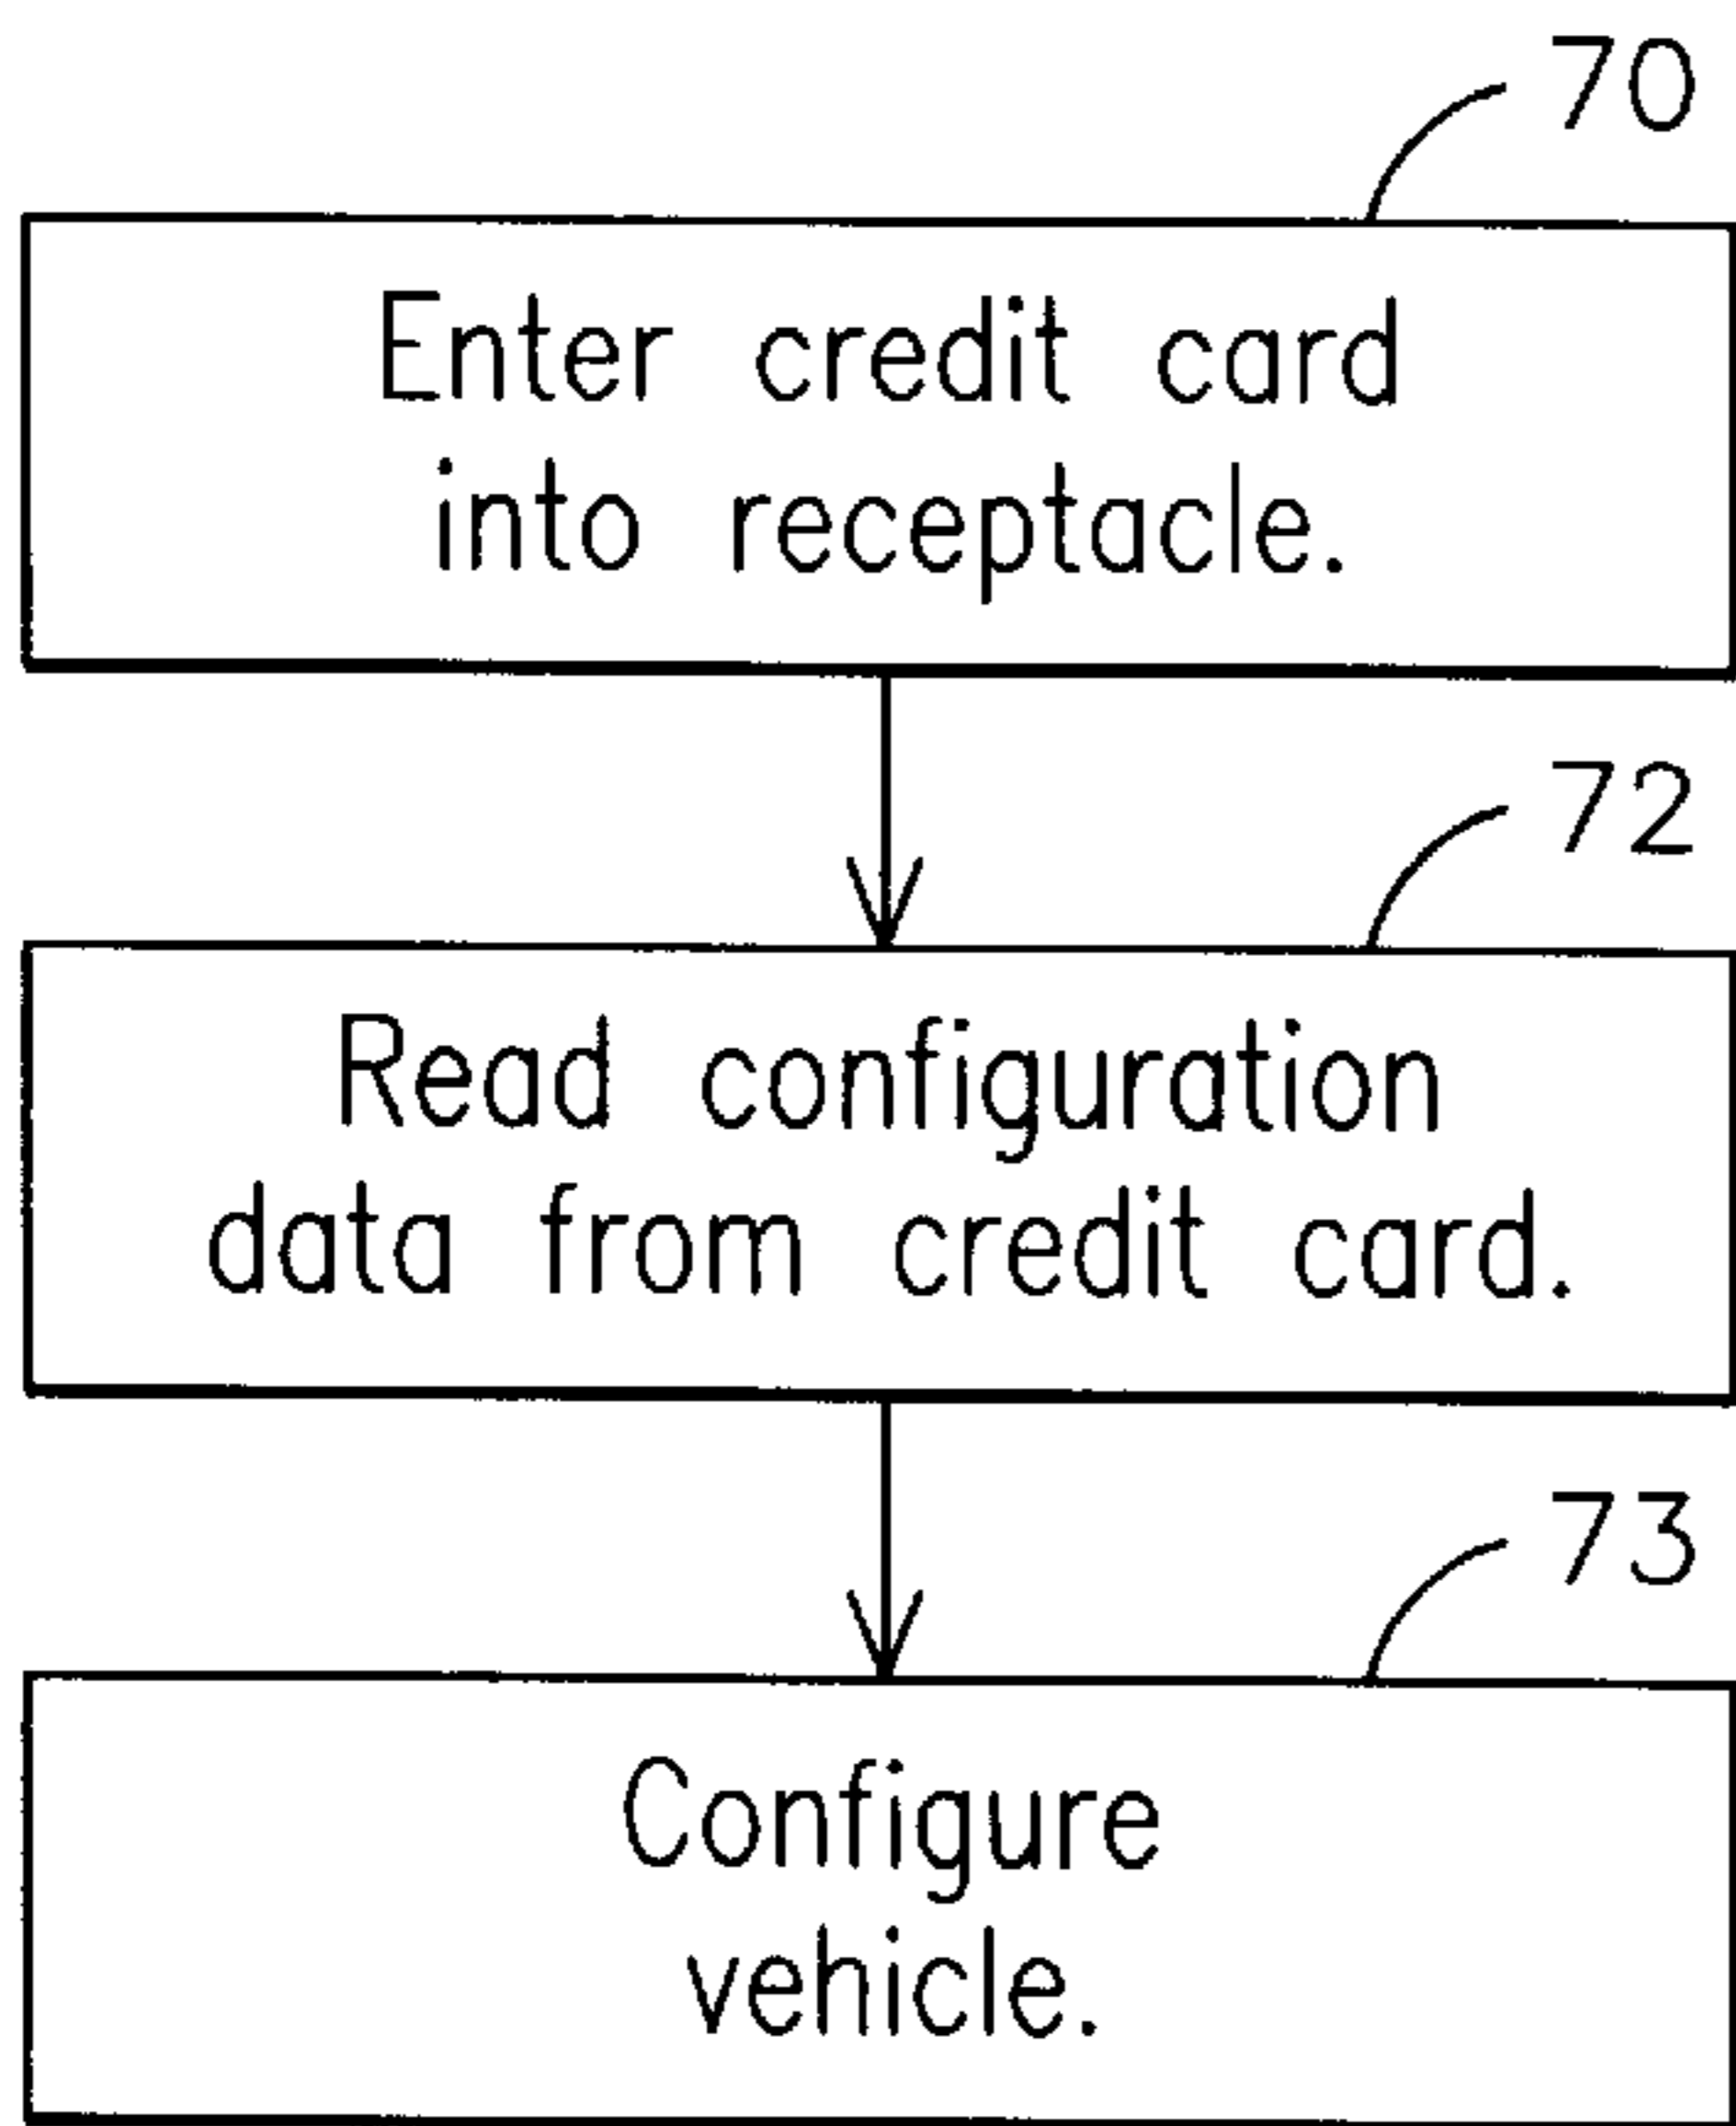 70
Enter credit card
into receptacle.
72
Read configuration
data from credit card.
73
Configure
vehicle.